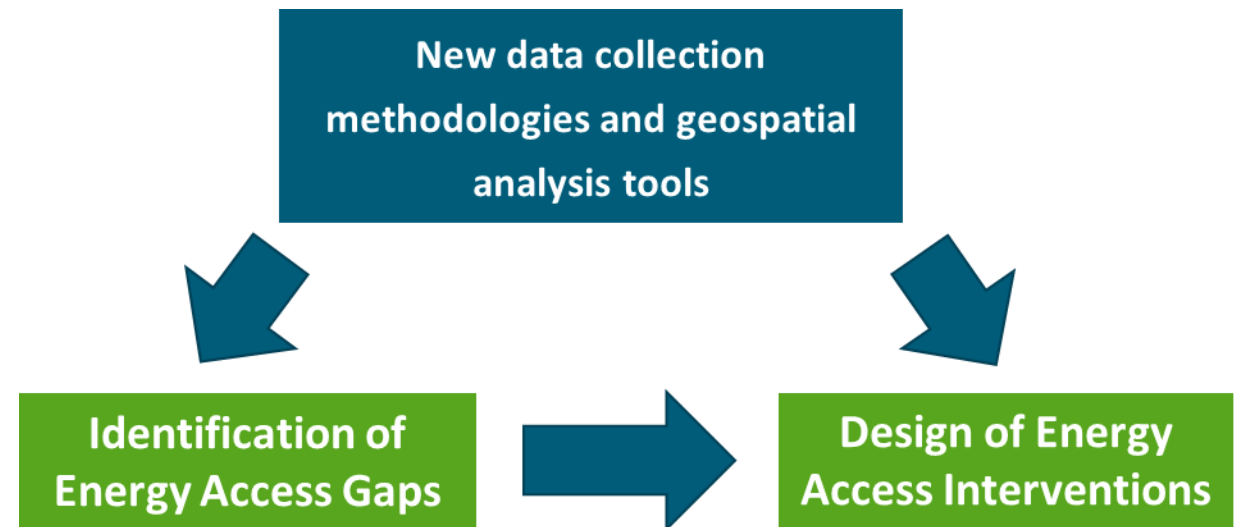 New data collection
methodologies and geospatial
analysis tools
Identification of
Energy Access Gaps
Design of Energy
Access Interventions